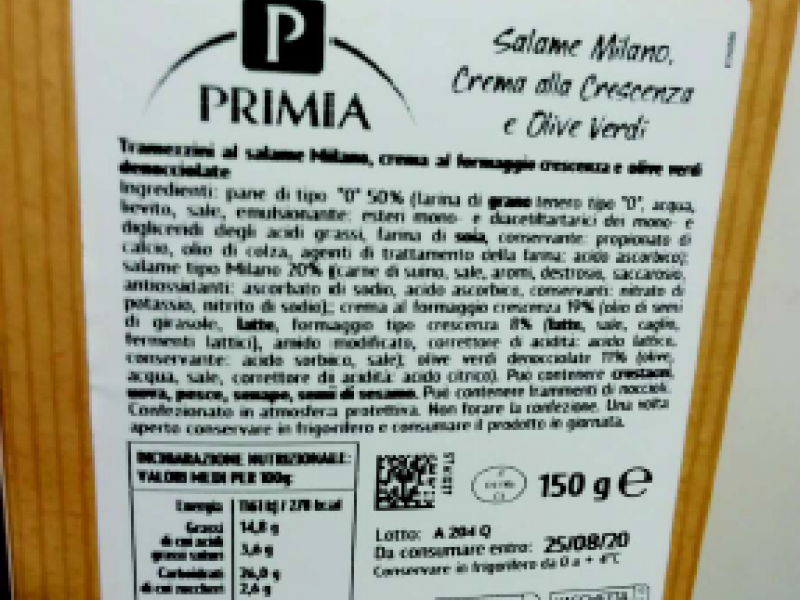 P
PRIMIA
Salame Milano,
Crema alla Crescenza
e Olive Verdi
Tramezzini al salame Milano, crema al formaggio crescenza e olive verdi
denocciolate
Ingredienti: pane di tipo "0" 50% (farina di grano tenero tipo "0", acqua,
lievito, sale, emulsionante: esteri mono- e diacetiltartarici dei mono- e
digliceridi degli acidi grassi, farina di soia, conservante: propionato di
calcio, olio di colza, agenti di trattamento della farina: acido ascorbico);
salame tipo Milano 20% (carne di suino, sale, aromi, destrosio, saccarosio,
antiossidanti: ascorbato di sodio, acido ascorbico, conservanti: nitrato di
potassio, nitrito di sodio); crema al formaggio crescenza 19% (olio di semi
di girasole, latte, formaggio tipo crescenza 8% (latte, sale, caglio,
fermenti lattici), amido modificato, correttore di acidità: acido lattico,
conservante: acido sorbico, sale), olive verdi denocciolate 11% (olive,
acqua, sale, correttore di acidità: acido citrico). Può contenere crostacei,
uova, pesce, senape, semi di sesamo. Può contenere frammenti di noccioli.
Confezionato in atmosfera protettiva. Non forare la confezione. Una volta
aperto conservare in frigorifero e consumare il prodotto in giornata.
DICHIARAZIONE NUTRIZIONALE:
VALORI MEDI PER 100g
Energia 1161 kJ / 278 kcal
Grassi 14,8 g
di cui acidi
grassi saturi 3,6 g
Carboidrati 26,0 g
di cui zuccheri 2,6 g
150 g e
Lotto: A 204 Q
Da consumare entro: 25/08/20
Conservare in frigorifero da 0 a + 4°C